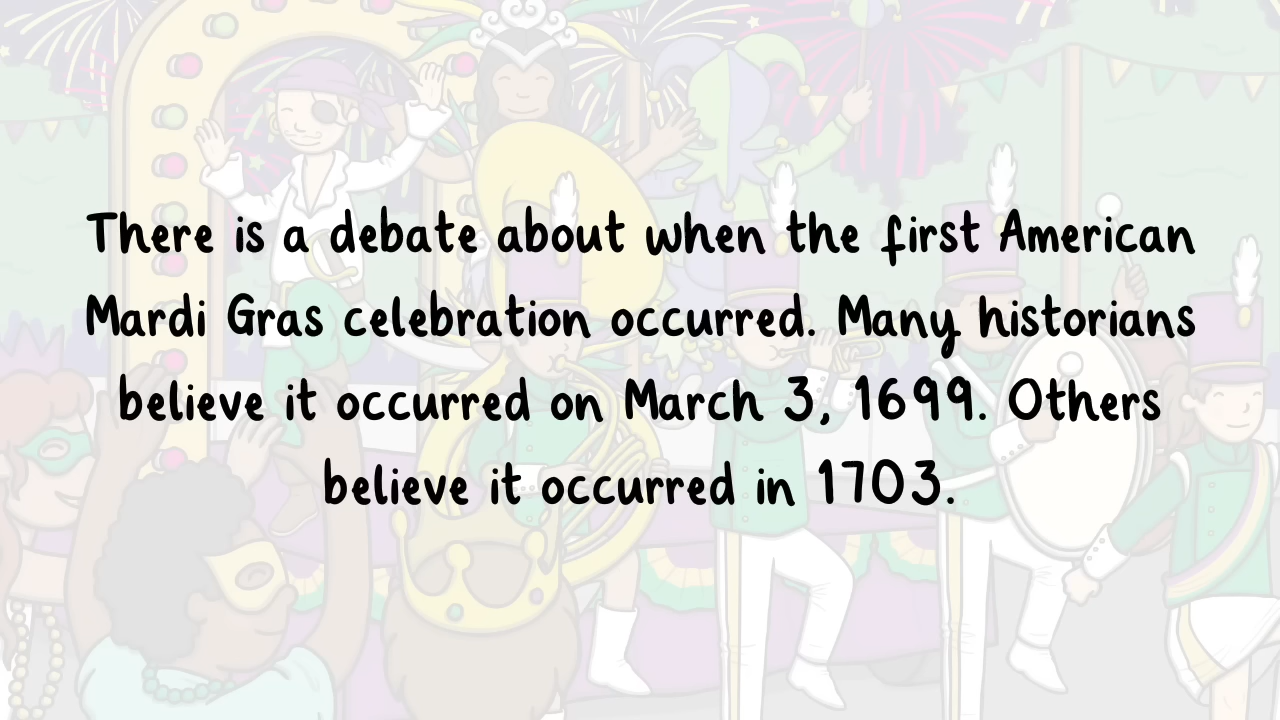 There is a debate about when the first American
Mardi Gras celebration occurred. Many historians
believe it occurred on March 3, 1699. Others
believe it occurred in 1703.